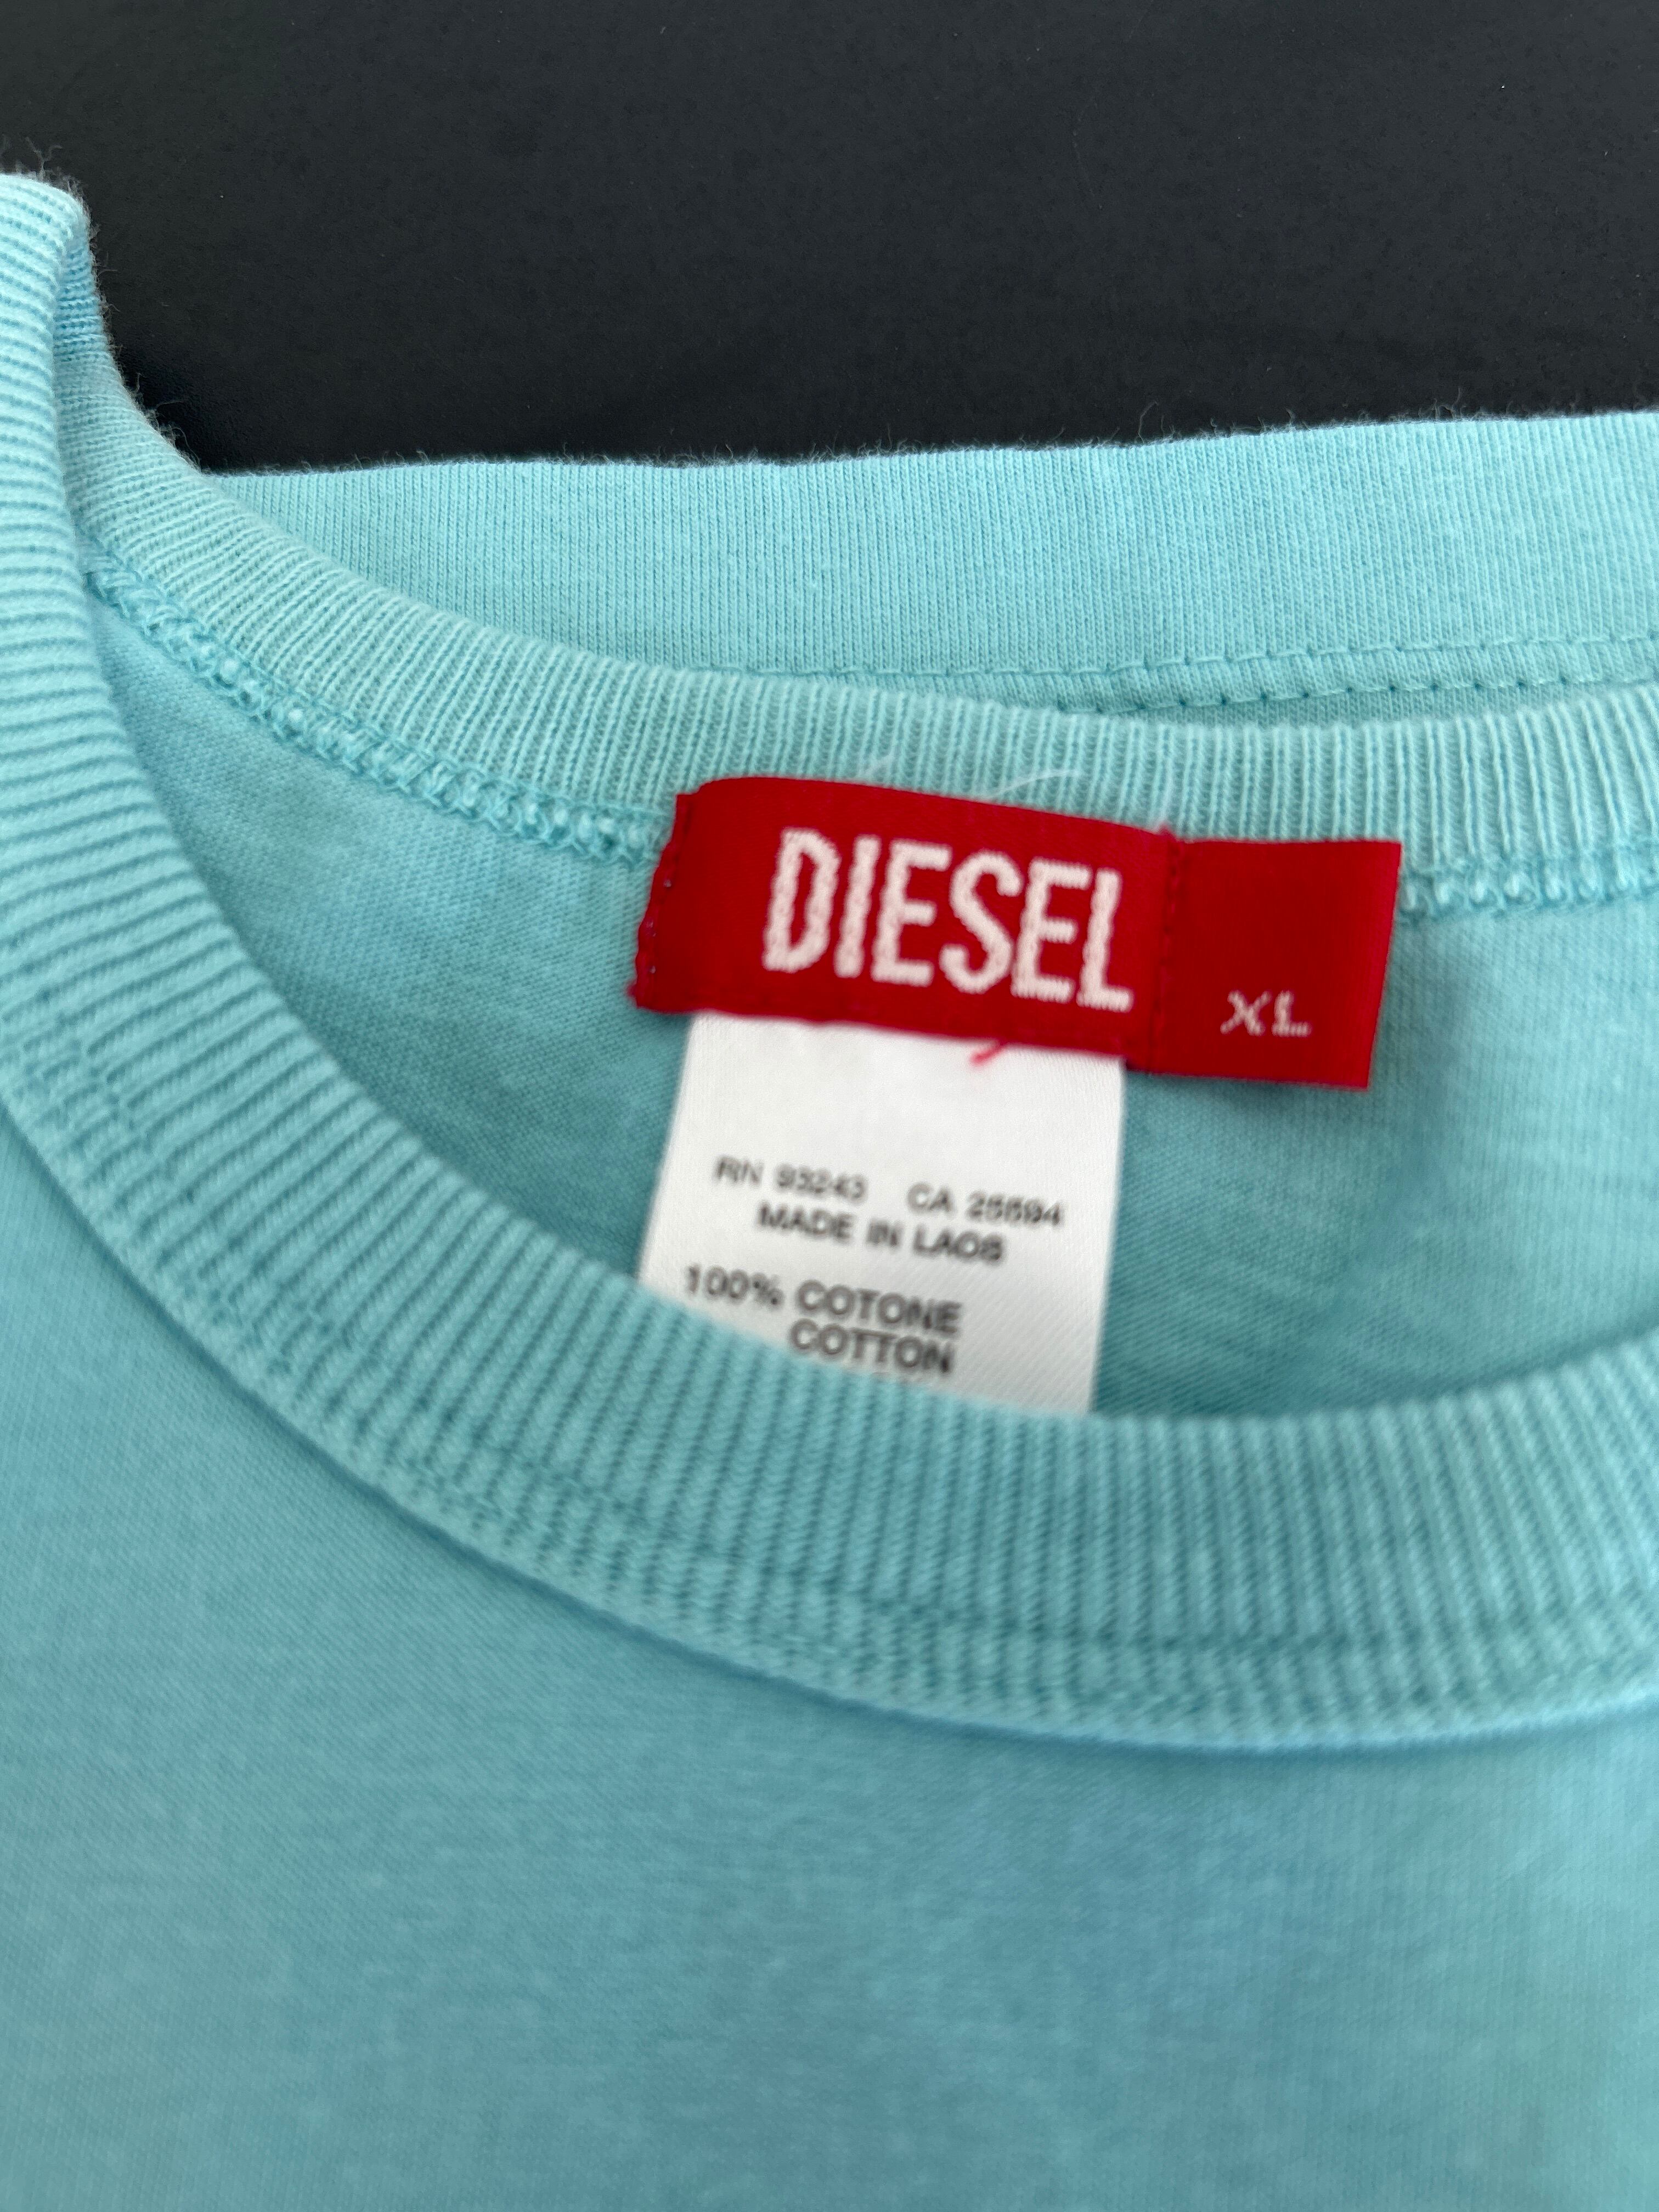 DIESEL
XL
RN 93243 CA 25594
MADE IN LAOS
100% COTONE
COTTON